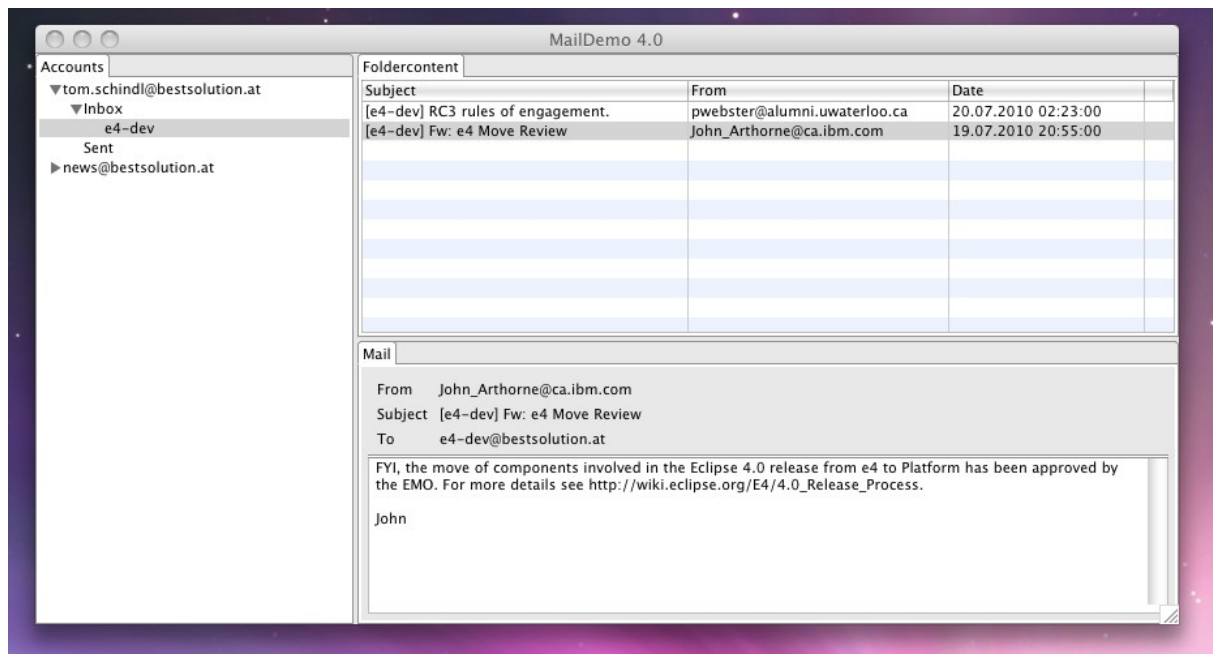 MailDemo 4.0
Accounts
tom.schindl@bestsolution.at
Inbox
e4-dev
Sent
news@bestsolution.at
Foldercontent
Subject From Date
[e4-dev] RC3 rules of engagement. pwebster@alumni.uwaterloo.ca 20.07.2010 02:23:00
[e4-dev] Fw: e4 Move Review John_Arthorne@ca.ibm.com 19.07.2010 20:55:00
Mail
From John_Arthorne@ca.ibm.com
Subject [e4-dev] Fw: e4 Move Review
To e4-dev@bestsolution.at
FYI, the move of components involved in the Eclipse 4.0 release from e4 to Platform has been approved by
the EMO. For more details see http://wiki.eclipse.org/E4/4.0_Release_Process.
John